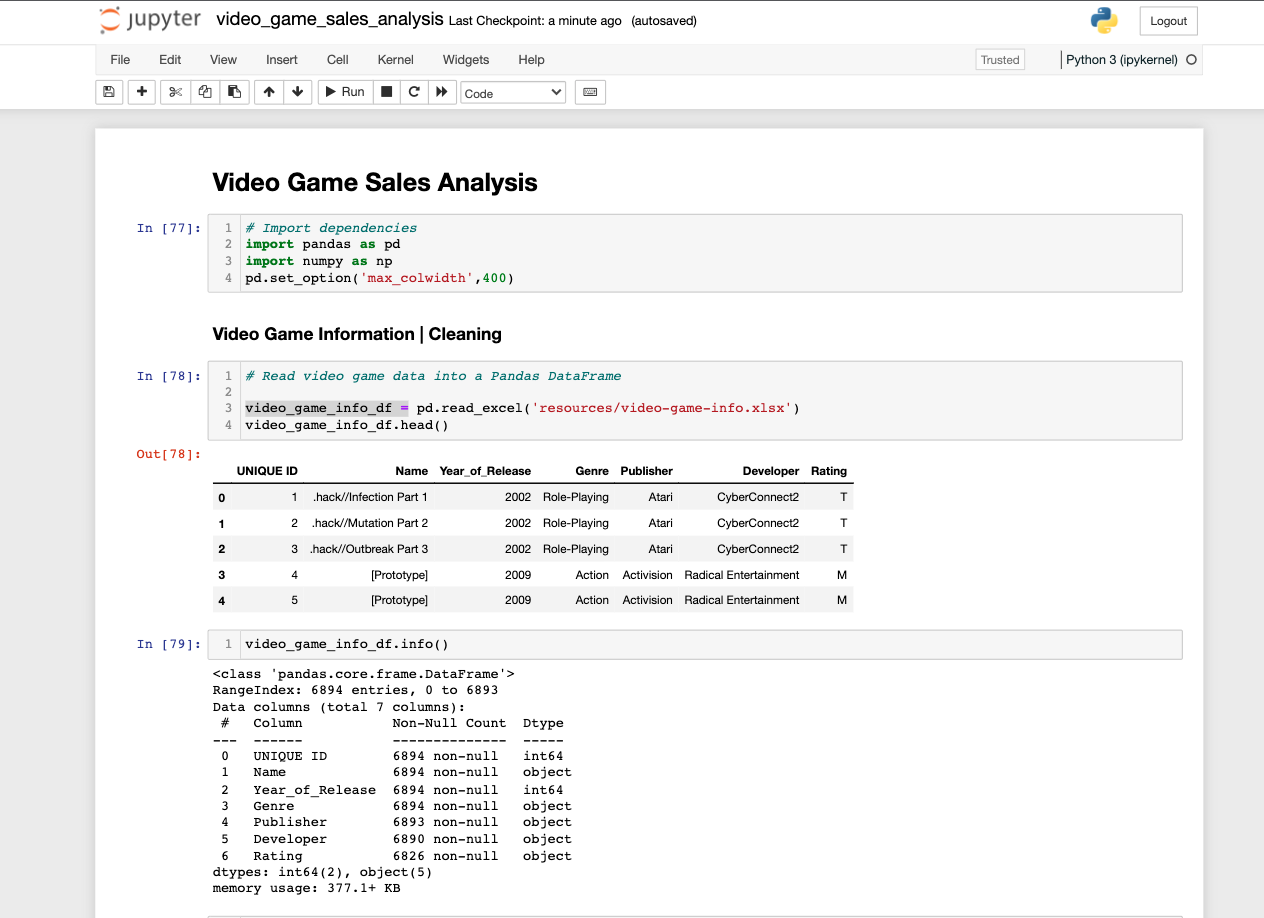 jupyter video_game_sales_analysis Last Checkpoint: a minute ago (autosaved) Logout
File Edit View Insert Cell Kernel Widgets Help Trusted Python 3 (ipykernel)
Run Code
Video Game Sales Analysis
In [77]: 1 # Import dependencies
2 import pandas as pd
3 import numpy as np
4 pd.set_option('max_colwidth',400)
Video Game Information | Cleaning
In [78]: 1 # Read video game data into a Pandas DataFrame
2
3 video_game_info_df = pd.read_excel('resources/video-game-info.xlsx')
4 video_game_info_df.head()
Out[78]:
UNIQUE ID Name Year_of_Release Genre Publisher Developer Rating
0 1 .hack//Infection Part 1 2002 Role-Playing Atari CyberConnect2 T
1 2 .hack//Mutation Part 2 2002 Role-Playing Atari CyberConnect2 T
2 3 .hack//Outbreak Part 3 2002 Role-Playing Atari CyberConnect2 T
3 4 [Prototype] 2009 Action Activision Radical Entertainment M
4 5 [Prototype] 2009 Action Activision Radical Entertainment M
In [79]: 1 video_game_info_df.info()
<class 'pandas.core.frame.DataFrame'>
RangeIndex: 6894 entries, 0 to 6893
Data columns (total 7 columns):
# Column Non-Null Count Dtype
--- ------ -------------- -----
0 UNIQUE ID 6894 non-null int64
1 Name 6894 non-null object
2 Year_of_Release 6894 non-null int64
3 Genre 6894 non-null object
4 Publisher 6893 non-null object
5 Developer 6890 non-null object
6 Rating 6826 non-null object
dtypes: int64(2), object(5)
memory usage: 377.1+ KB